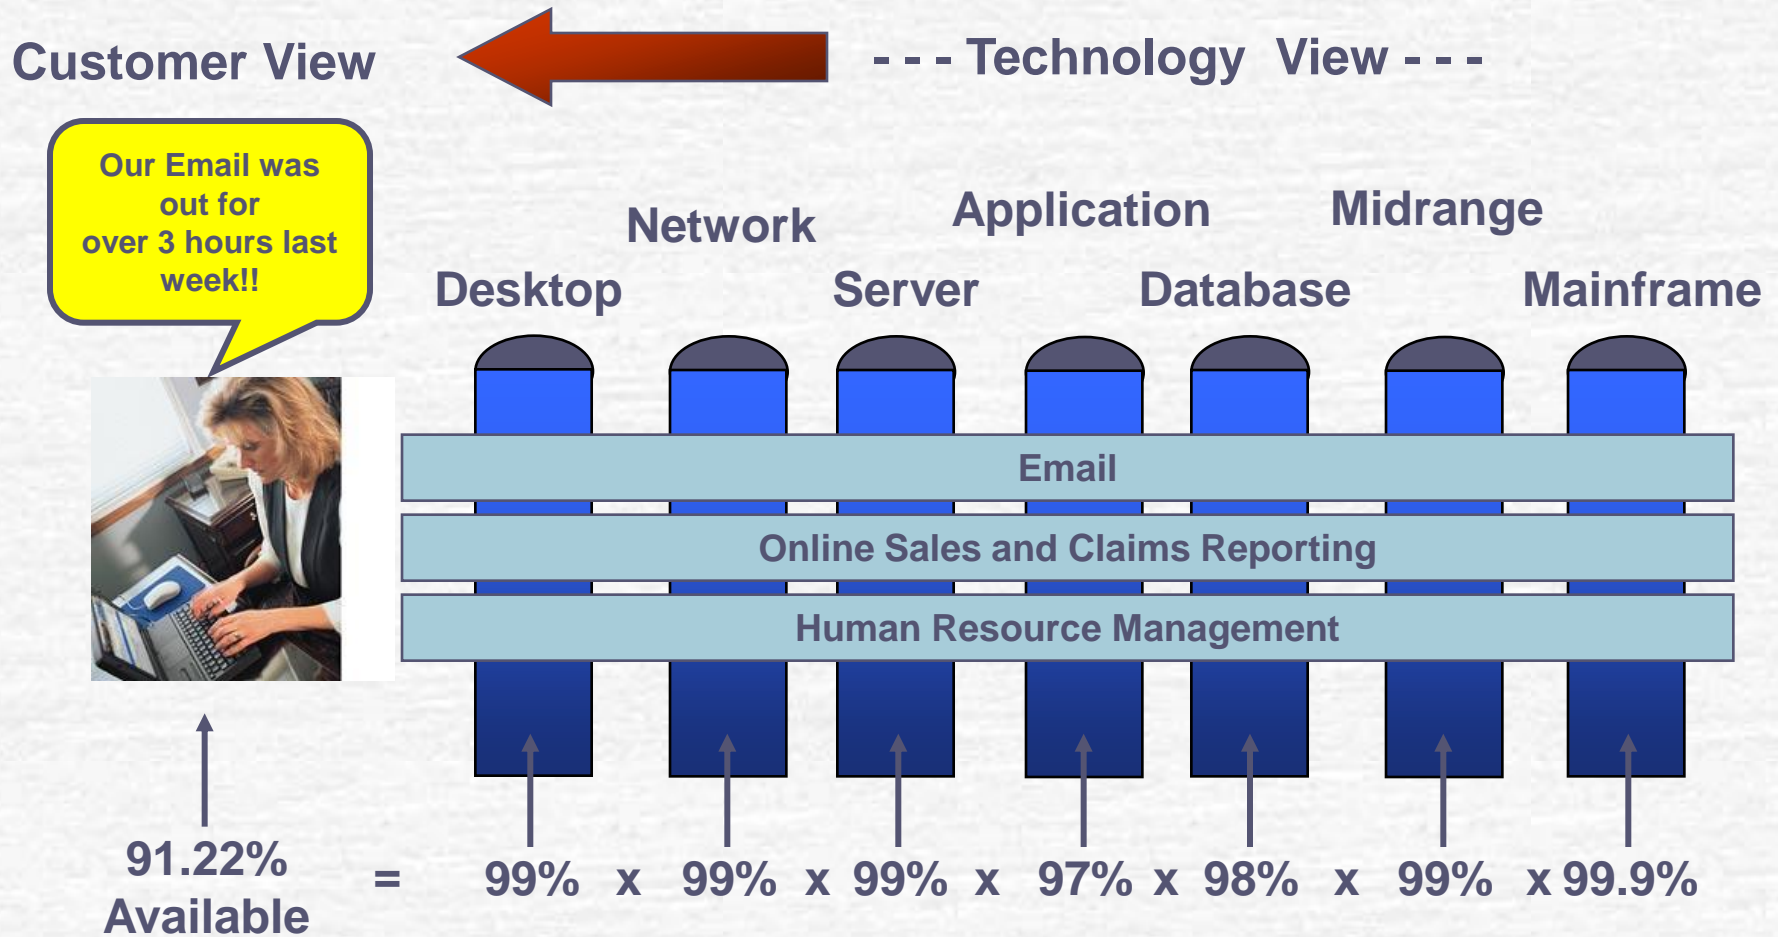 Customer View
- - - Technology View - - -
Our Email was
out for
over 3 hours last
week!!
Network
Application
Midrange
Desktop
Server
Database
Mainframe
Email
Online Sales and Claims Reporting
Human Resource Management
91.22%
Available
= 99% x 99% x 99% x 97% x 98% x 99% x 99.9%